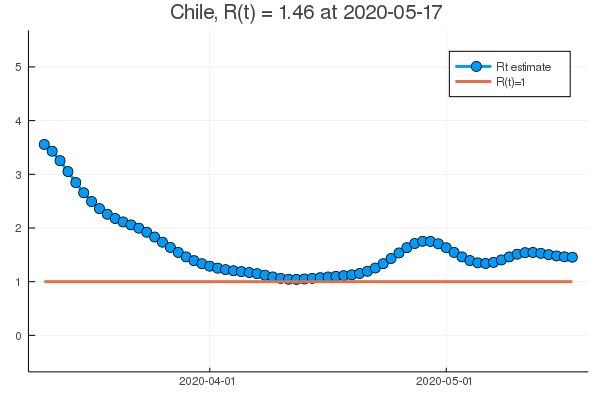 Chile, R(t) = 1.46 at 2020-05-17
5
4
3
2
1
0
Rt estimate
R(t)=1
2020-04-01
2020-05-01